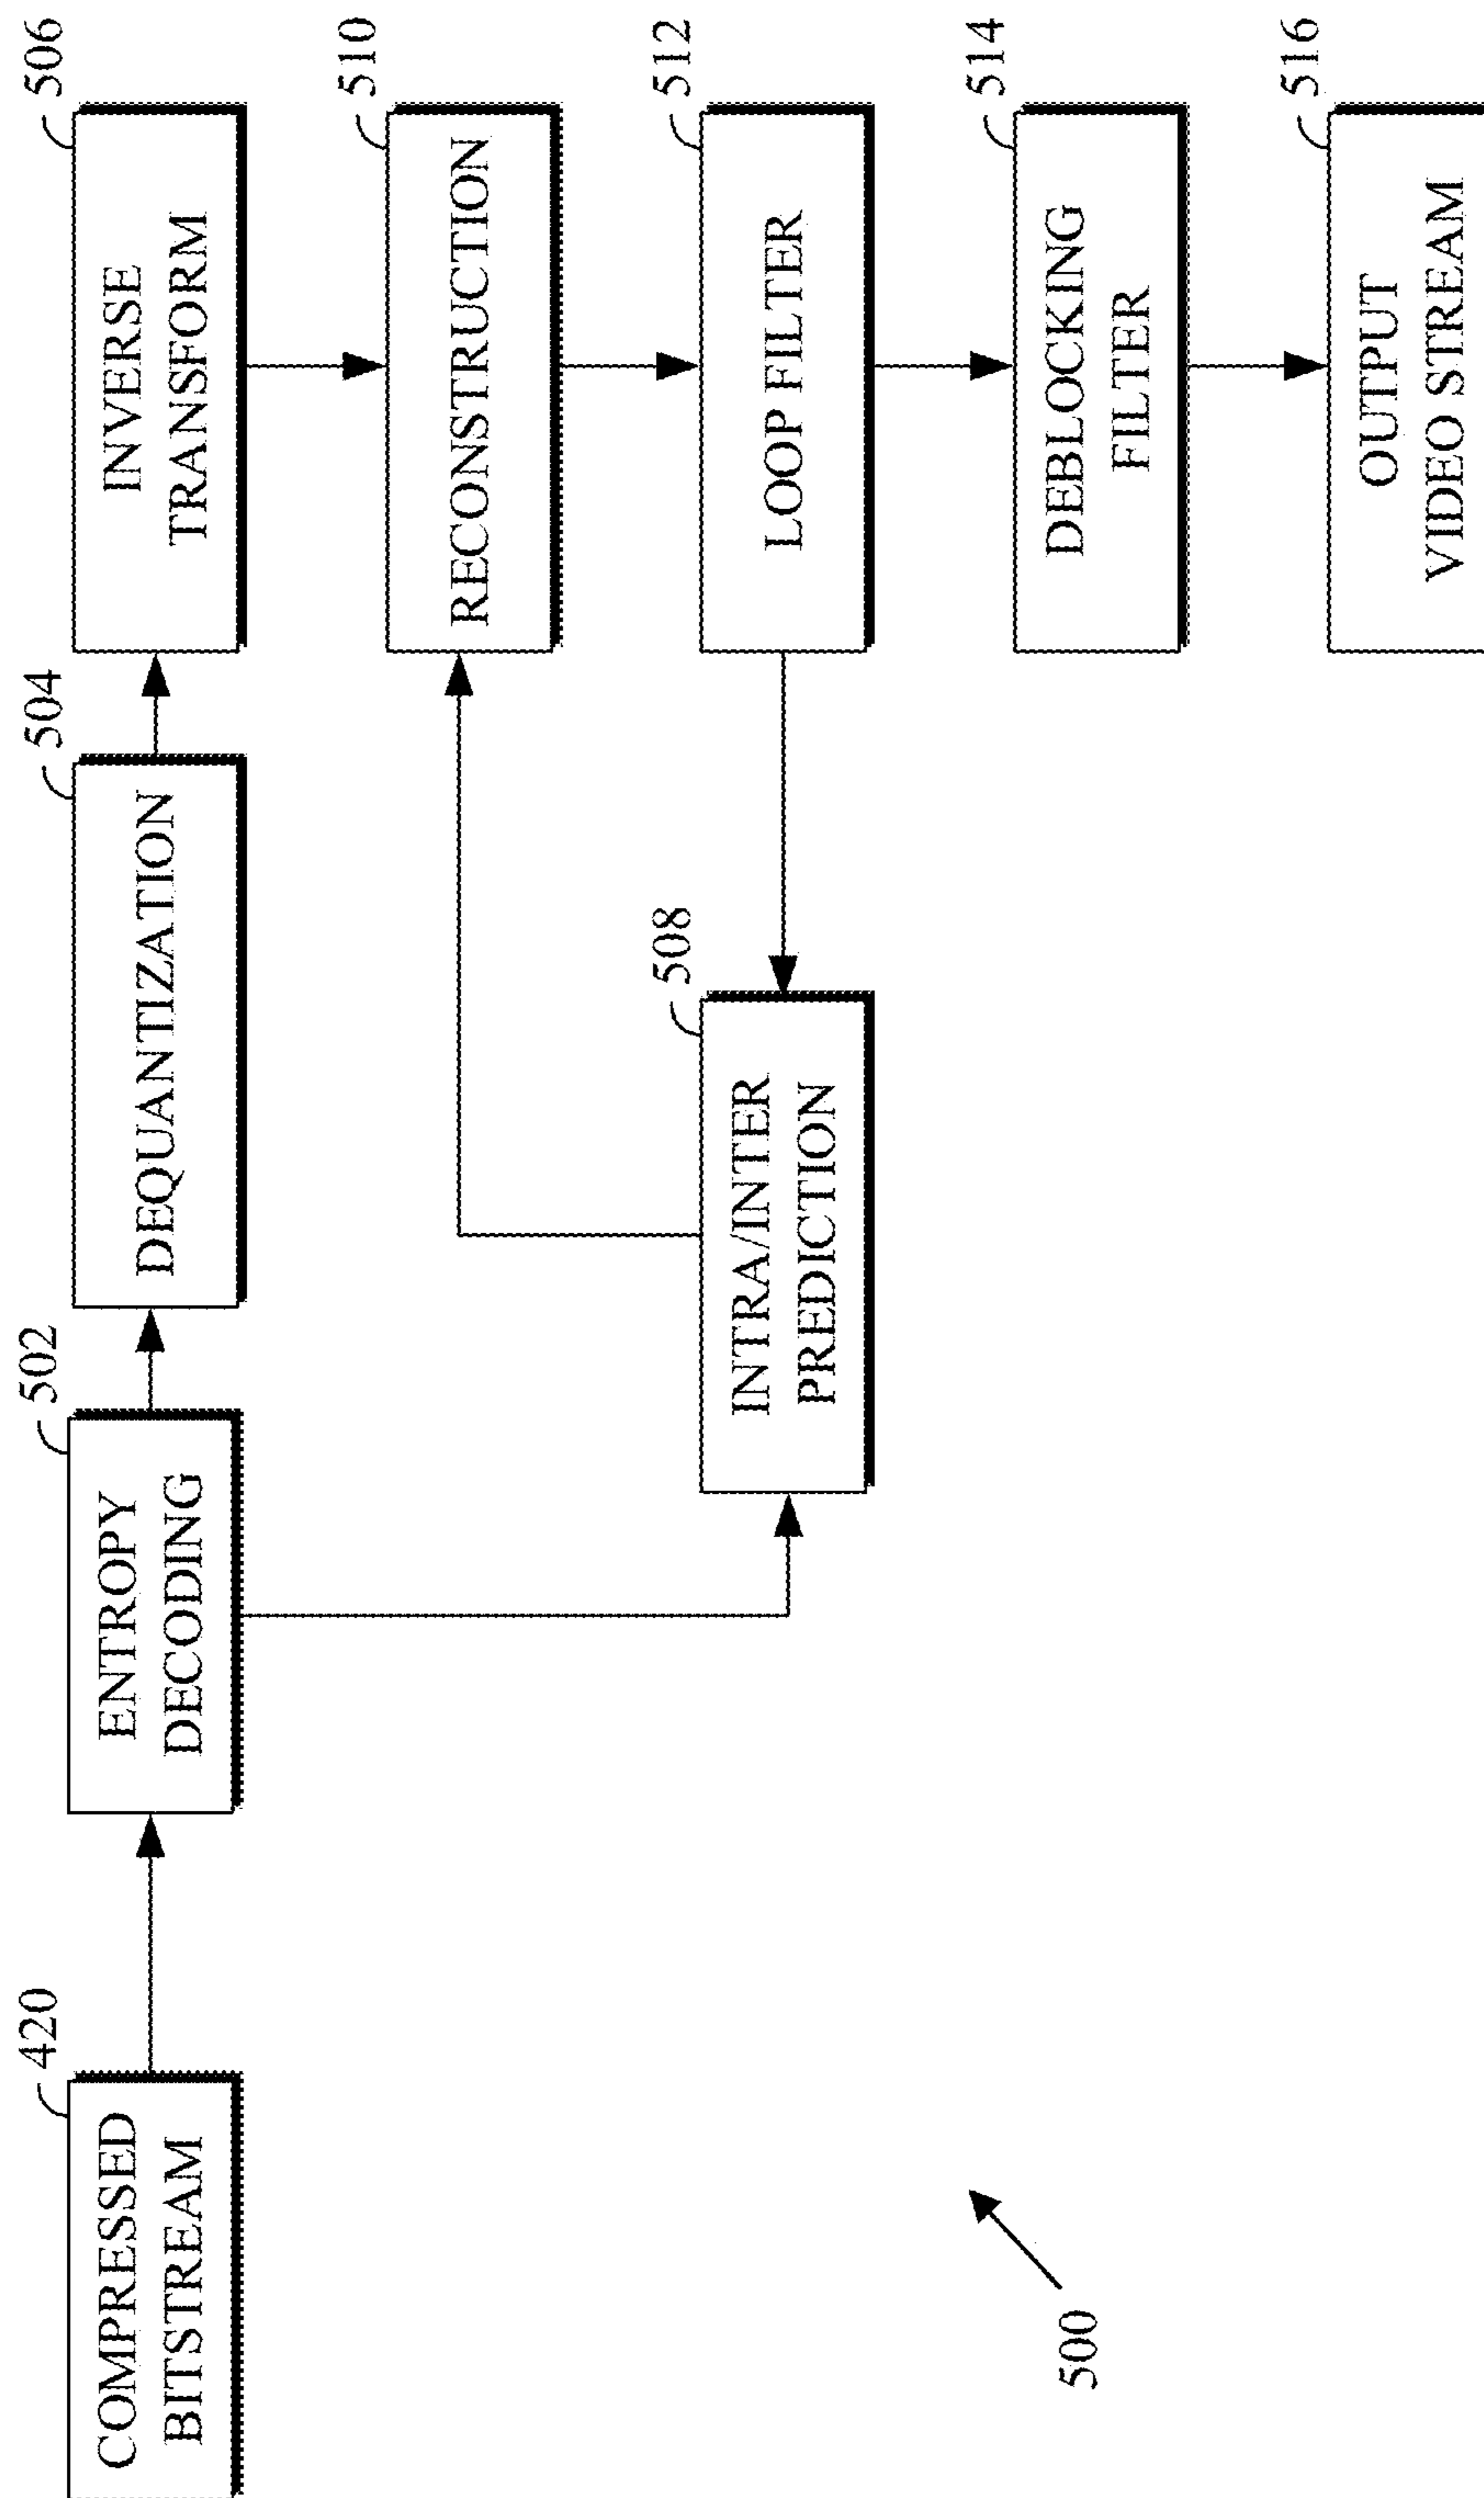 420
COMPRESSED
BITSTREAM
502
ENTROPY
DECODING
504
DEQUANTIZATION
506
INVERSE
TRANSFORM
510
RECONSTRUCTION
508
INTRA/INTER
PREDICTION
512
LOOP FILTER
514
DEBLOCKING
FILTER
516
OUTPUT
VIDEO STREAM
500